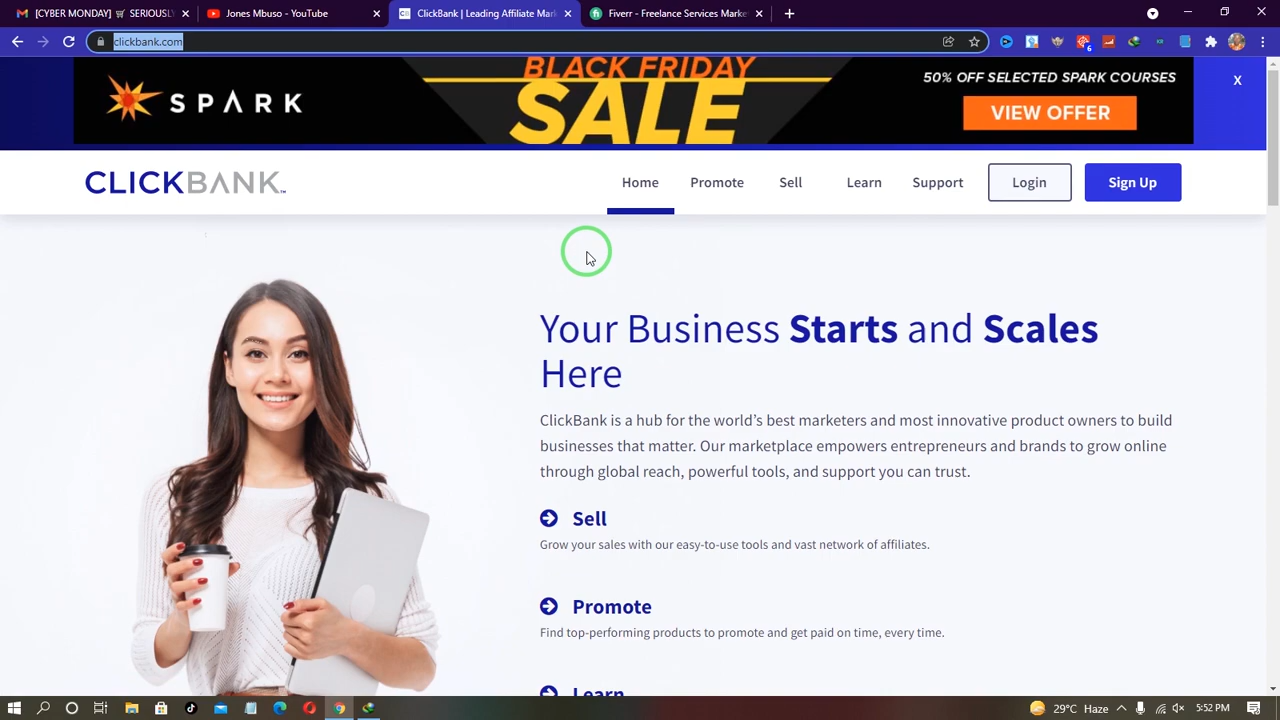 [CYBER MONDAY] 🛒 SERIOUSLY
Jones Mbuso - YouTube
ClickBank | Leading Affiliate Mar
Fiverr - Freelance Services Marke
clickbank.com
6
SPARK
BLACK FRIDAY
SALE
50% OFF SELECTED SPARK COURSES
VIEW OFFER
X
CLICKBANK™
Home
Promote
Sell
Learn
Support
Login
Sign Up
Your Business Starts and Scales
Here
ClickBank is a hub for the world's best marketers and most innovative product owners to build
businesses that matter. Our marketplace empowers entrepreneurs and brands to grow online
through global reach, powerful tools, and support you can trust.
Sell
Grow your sales with our easy-to-use tools and vast network of affiliates.
Promote
Find top-performing products to promote and get paid on time, every time.
Learn
29°C Haze
5:52 PM